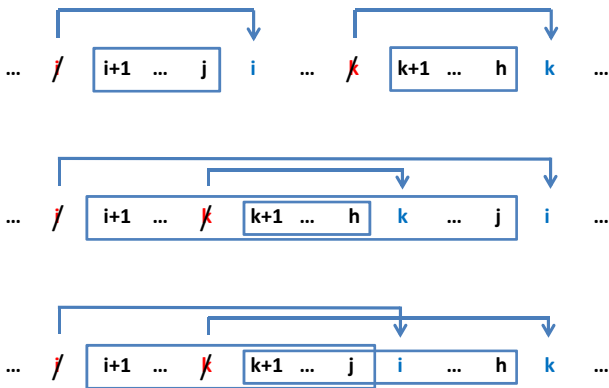 ... i i+1 ... j i ... k k+1 ... h k ...
... i i+1 ... k k+1 ... h k ... j i ...
... i i+1 ... k k+1 ... j i ... h k ...